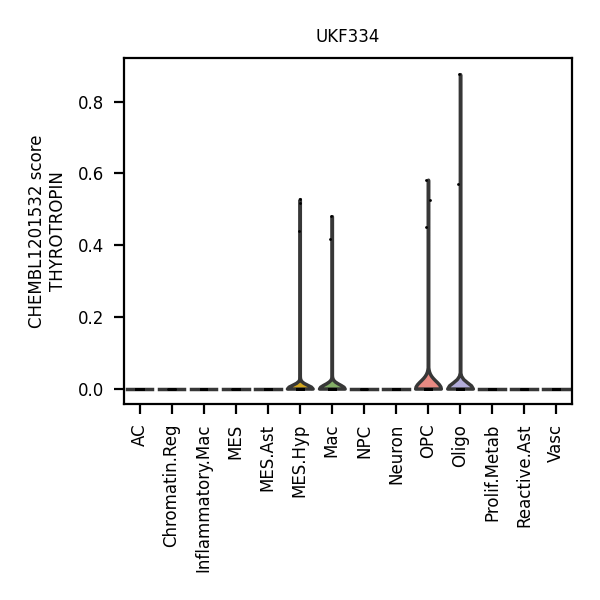 UKF334
CHEMBL1201532 score
THYROTROPIN
0.8
0.6
0.4
0.2
0.0
AC
Chromatin.Reg
Inflammatory.Mac
MES
MES.Ast
MES.Hyp
Mac
NPC
Neuron
OPC
Oligo
Prolif.Metab
Reactive.Ast
Vasc